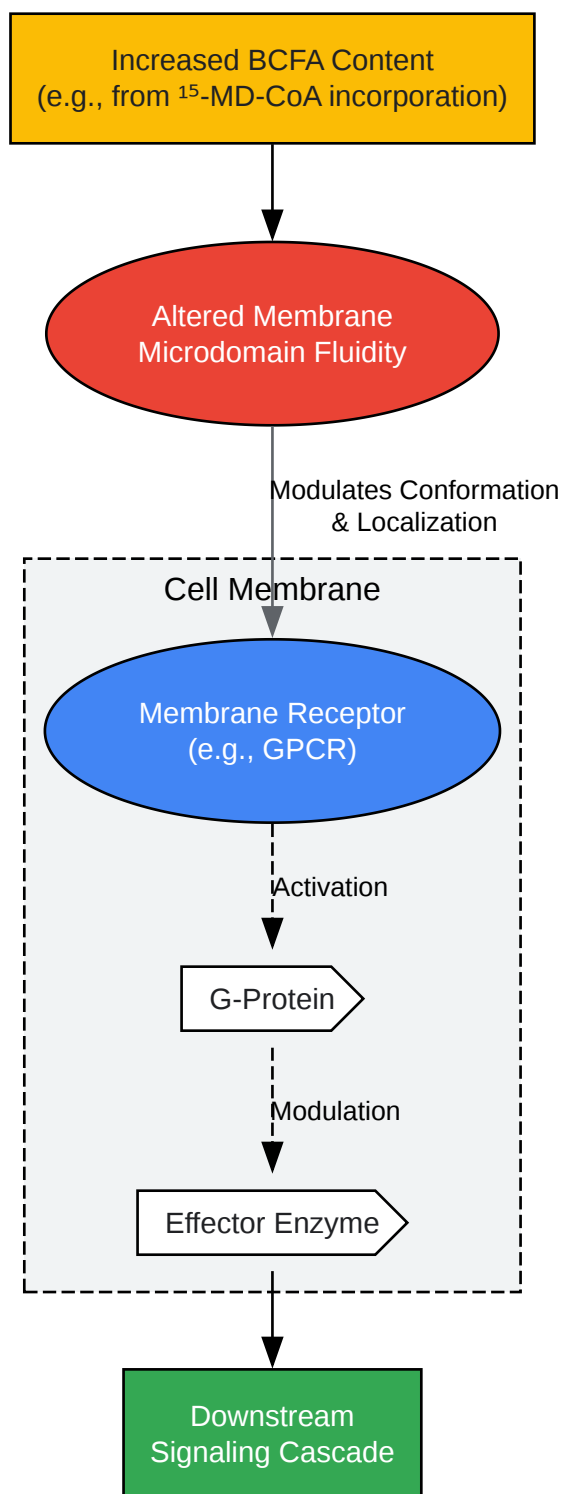 Increased BCFA Content
(e.g., from ¹⁵-MD-CoA incorporation)
Altered Membrane
Microdomain Fluidity
Modulates Conformation
& Localization
Cell Membrane
Membrane Receptor
(e.g., GPCR)
Activation
G-Protein
Modulation
Effector Enzyme
Downstream
Signaling Cascade